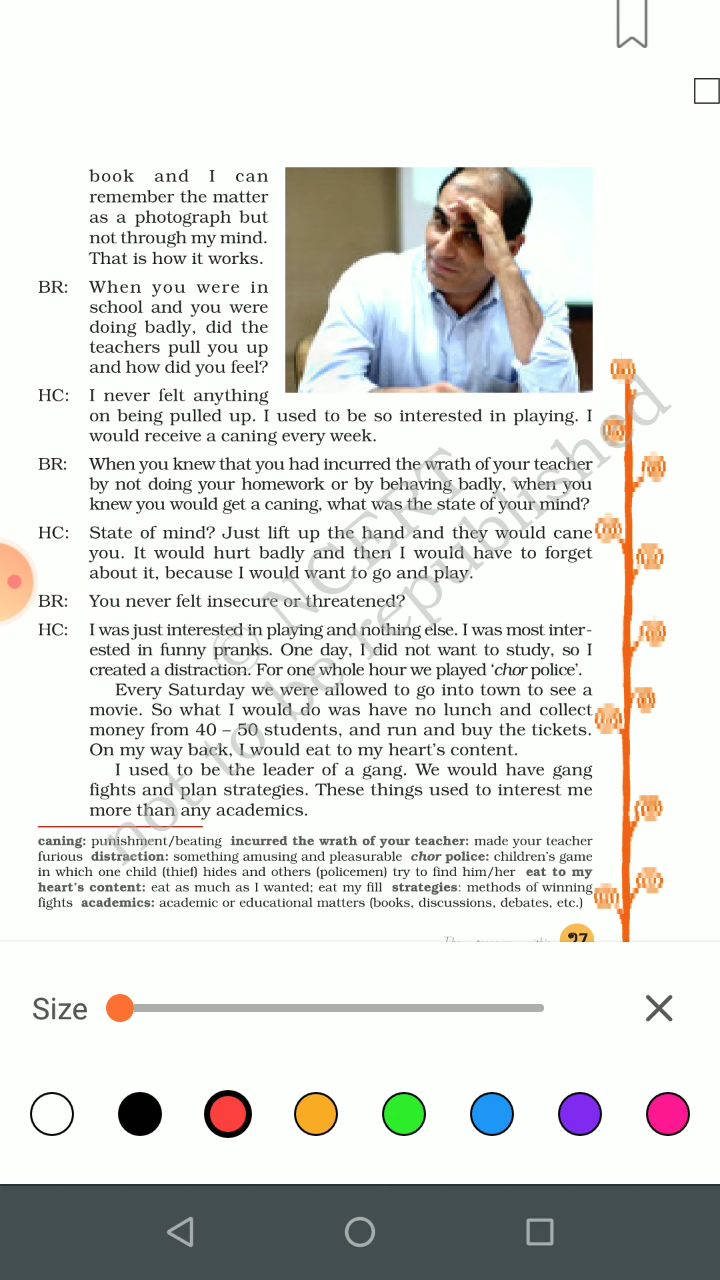 book and I can
remember the matter
as a photograph but
not through my mind.
That is how it works.
BR: When you were in
school and you were
doing badly, did the
teachers pull you up
and how did you feel?
HC: I never felt anything
on being pulled up. I used to be so interested in playing. I
would receive a caning every week.
BR: When you knew that you had incurred the wrath of your teacher
by not doing your homework or by behaving badly, when you
knew you would get a caning, what was the state of your mind?
HC: State of mind? Just lift up the hand and they would cane
you. It would hurt badly and then I would have to forget
about it, because I would want to go and play.
BR: You never felt insecure or threatened?
HC: I was just interested in playing and nothing else. I was most inter-
ested in funny pranks. One day, I did not want to study, so I
created a distraction. For one whole hour we played ‘chor police’.
Every Saturday we were allowed to go into town to see a
movie. So what I would do was have no lunch and collect
money from 40 – 50 students, and run and buy the tickets.
On my way back, I would eat to my heart’s content.
I used to be the leader of a gang. We would have gang
fights and plan strategies. These things used to interest me
more than any academics.
© NCERT
not to be republished
caning: punishment/beating incurred the wrath of your teacher: made your teacher
furious distraction: something amusing and pleasurable chor police: children’s game
in which one child (thief) hides and others (policemen) try to find him/her eat to my
heart’s content: eat as much as I wanted; eat my fill strategies: methods of winning
fights academics: academic or educational matters (books, discussions, debates, etc.)
27
Size